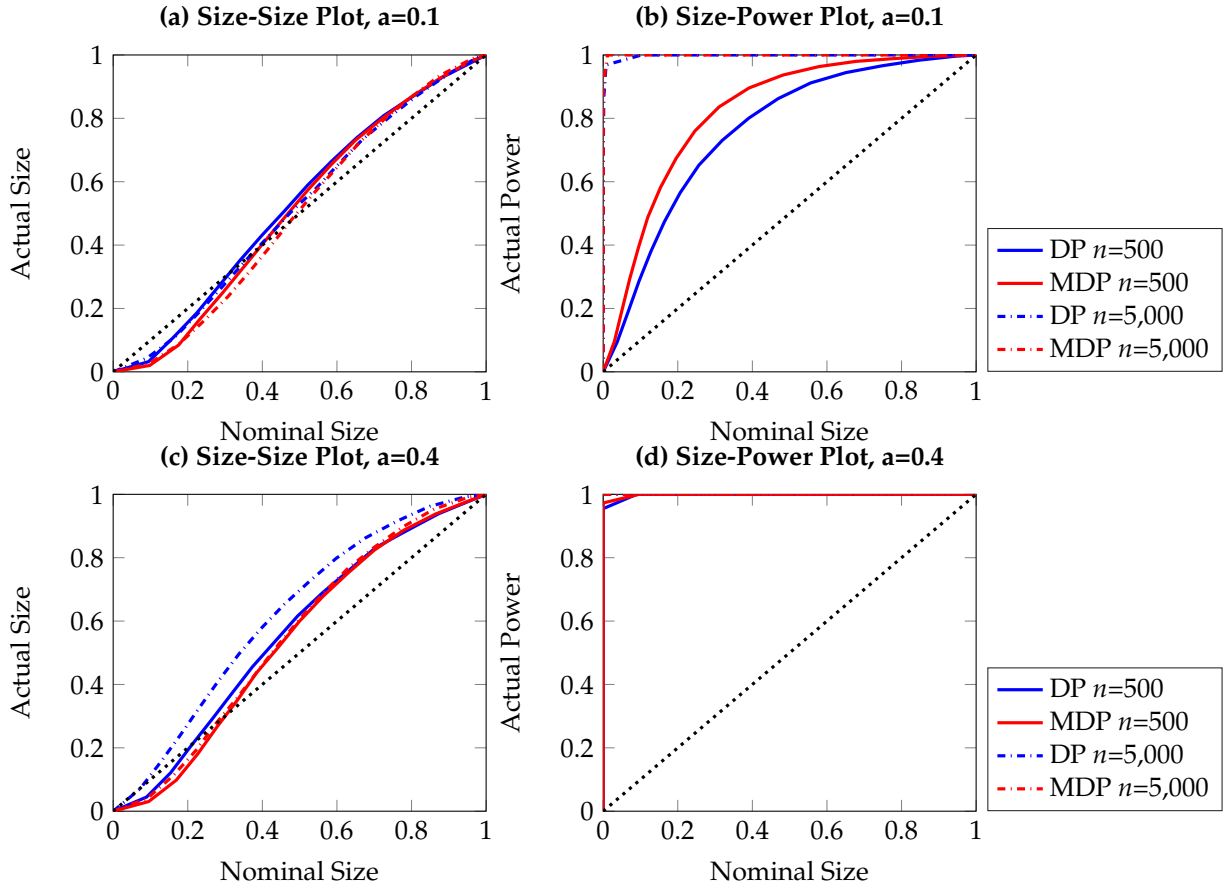 (a) Size-Size Plot, a=0.1
(b) Size-Power Plot, a=0.1
Actual Size
1
0.8
0.6
0.4
0.2
0
0 0.2 0.4 0.6 0.8 1
Nominal Size
Actual Power
1
0.8
0.6
0.4
0.2
0
0 0.2 0.4 0.6 0.8 1
Nominal Size
DP n=500
MDP n=500
DP n=5,000
MDP n=5,000
(c) Size-Size Plot, a=0.4
(d) Size-Power Plot, a=0.4
Actual Size
1
0.8
0.6
0.4
0.2
0
0 0.2 0.4 0.6 0.8 1
Nominal Size
Actual Power
1
0.8
0.6
0.4
0.2
0
0 0.2 0.4 0.6 0.8 1
Nominal Size
DP n=500
MDP n=500
DP n=5,000
MDP n=5,000